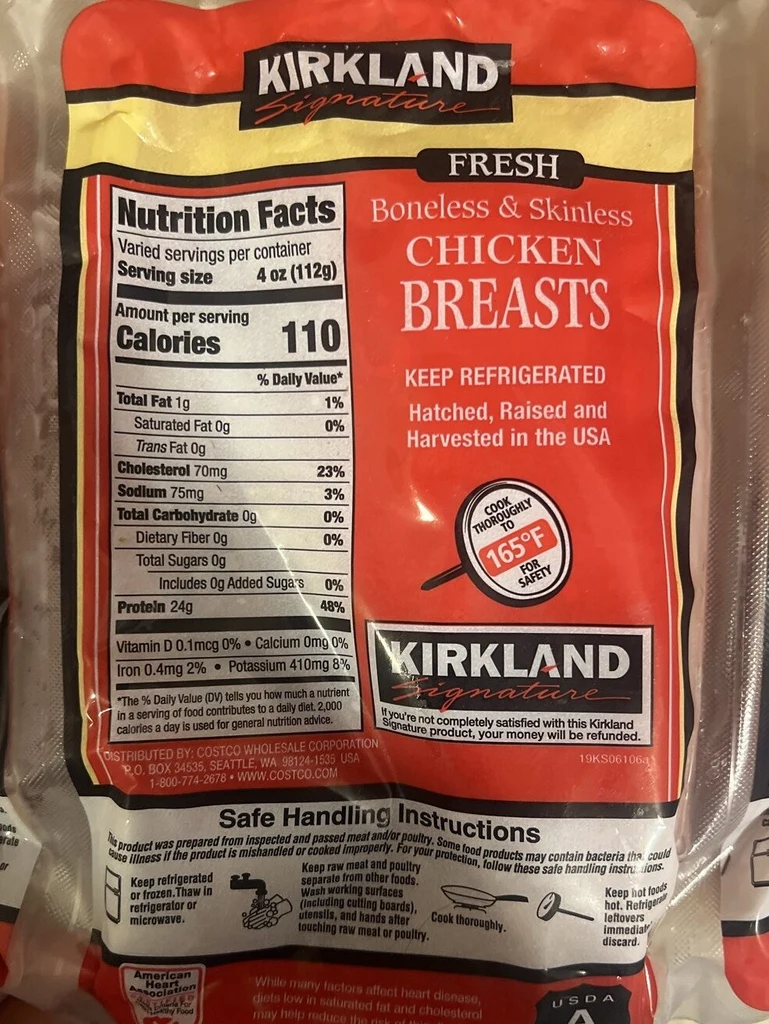 KIRKLAND
Signature
FRESH
Boneless & Skinless
CHICKEN
BREASTS
KEEP REFRIGERATED
Hatched, Raised and
Harvested in the USA
COOK
THOROUGHLY
TO
165°F
FOR
SAFETY
KIRKLAND
Signature
If you're not completely satisfied with this Kirkland
Signature product, your money will be refunded.
19KS06106a
Nutrition Facts
Varied servings per container
Serving size 4 oz (112g)
Amount per serving
Calories 110
% Daily Value*
Total Fat 1g 1%
Saturated Fat 0g 0%
Trans Fat 0g
Cholesterol 70mg 23%
Sodium 75mg 3%
Total Carbohydrate 0g 0%
Dietary Fiber 0g 0%
Total Sugars 0g
Includes 0g Added Sugars 0%
Protein 24g 48%
Vitamin D 0.1mcg 0% • Calcium 0mg 0%
Iron 0.4mg 2% • Potassium 410mg 8%
*The % Daily Value (DV) tells you how much a nutrient
in a serving of food contributes to a daily diet. 2,000
calories a day is used for general nutrition advice.
DISTRIBUTED BY: COSTCO WHOLESALE CORPORATION
P.O. BOX 34535, SEATTLE, WA 98124-1535 USA
1-800-774-2678 • WWW.COSTCO.COM
Safe Handling Instructions
This product was prepared from inspected and passed meat and/or poultry. Some food products may contain bacteria that could
cause illness if the product is mishandled or cooked improperly. For your protection, follow these safe handling instructions.
Keep refrigerated
or frozen. Thaw in
refrigerator or
microwave.
Keep raw meat and poultry
separate from other foods.
Wash working surfaces
(including cutting boards),
utensils, and hands after
touching raw meat or poultry.
Cook thoroughly.
Keep hot foods
hot. Refrigerate
leftovers
immediately
discard.
American
Heart
Association
CERTIFIED
While many factors affect heart disease,
diets low in saturated fat and cholesterol
may help reduce the risk of
USDA
A